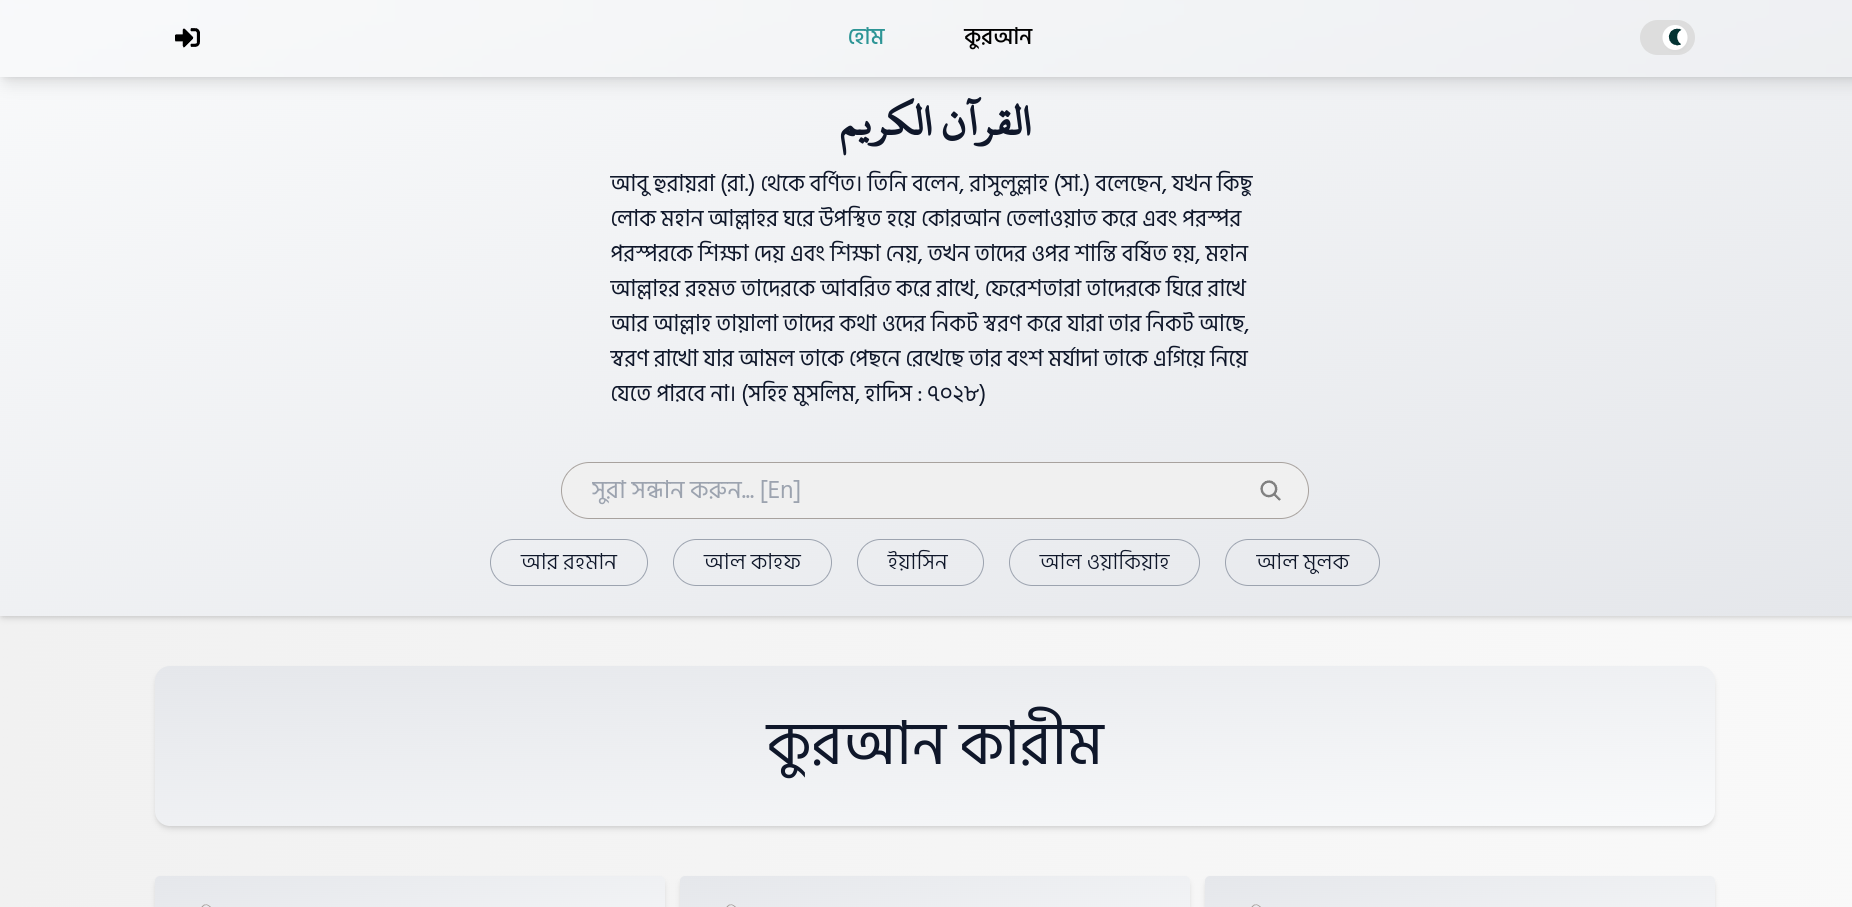 হোম
কুরআন
القرآن الكريم
আবু হুরায়রা (রা.) থেকে বর্ণিত। তিনি বলেন, রাসুলুল্লাহ (সা.) বলেছেন, যখন কিছু
লোক মহান আল্লাহর ঘরে উপস্থিত হয়ে কোরআন তেলাওয়াত করে এবং পরস্পর
পরস্পরকে শিক্ষা দেয় এবং শিক্ষা নেয়, তখন তাদের ওপর শান্তি বর্ষিত হয়, মহান
আল্লাহর রহমত তাদেরকে আবরিত করে রাখে, ফেরেশতারা তাদেরকে ঘিরে রাখে
আর আল্লাহ তায়ালা তাদের কথা ওদের নিকট স্বরণ করে যারা তার নিকট আছে,
স্বরণ রাখো যার আমল তাকে পেছনে রেখেছে তার বংশ মর্যাদা তাকে এগিয়ে নিয়ে
যেতে পারবে না। (সহিহ মুসলিম, হাদিস : ৭০২৮)
সুরা সন্ধান করুন... [En]
আর রহমান
আল কাহফ
ইয়াসিন
আল ওয়াকিয়াহ
আল মুলক
কুরআন কারীম